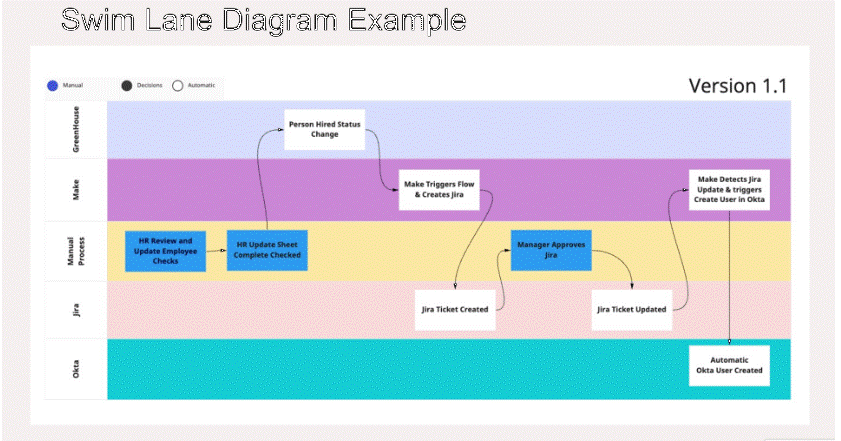 Swim Lane Diagram Example
Manual
Decisions
Automatic
Version 1.1
GreenHouse
Person Hired Status
Change
Make
Make Triggers Flow
& Creates Jira
Make Detects Jira
Update & triggers
Create User in Okta
Manual
Process
HR Review and
Update Employee
Checks
HR Update Sheet
Complete Checked
Manager Approves
Jira
Jira
Jira Ticket Created
Jira Ticket Updated
Okta
Automatic
Okta User Created